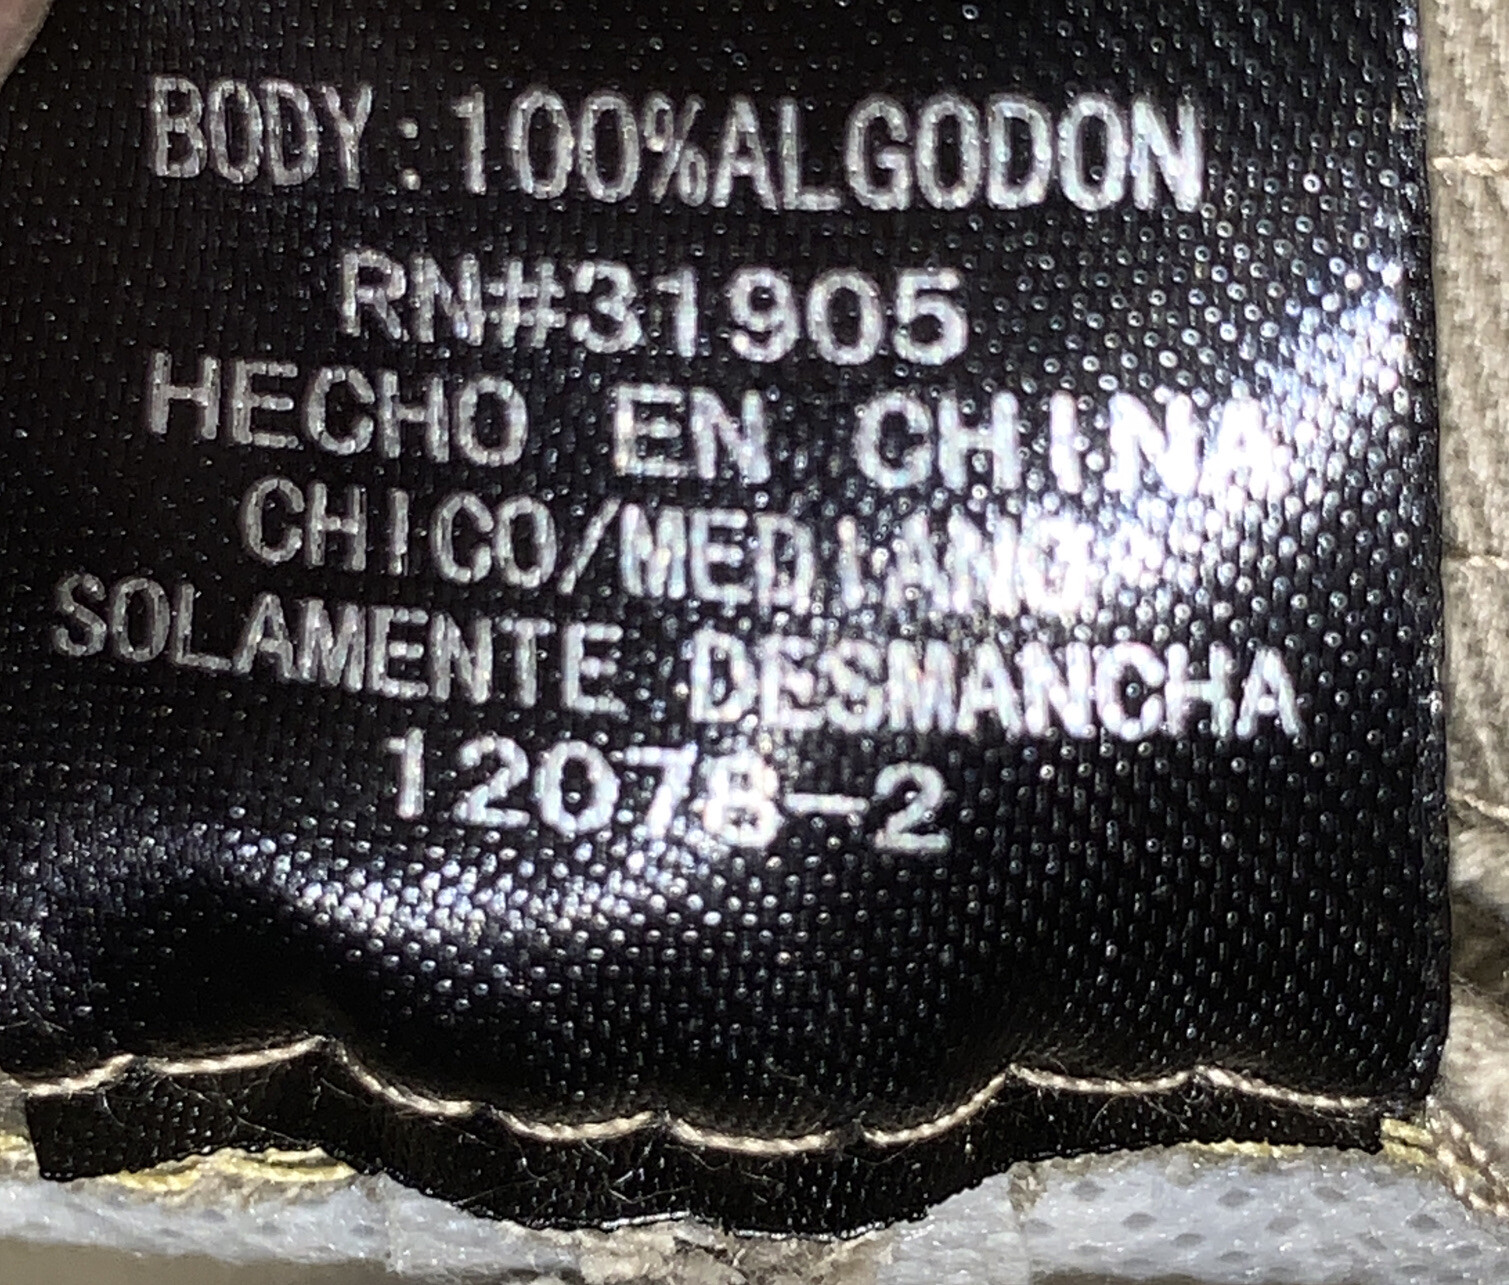 BODY:100%ALGODON
RN#31905
HECHO EN CHINA
CHICO/MEDIANO
SOLAMENTE DESMANCHA
12078-2